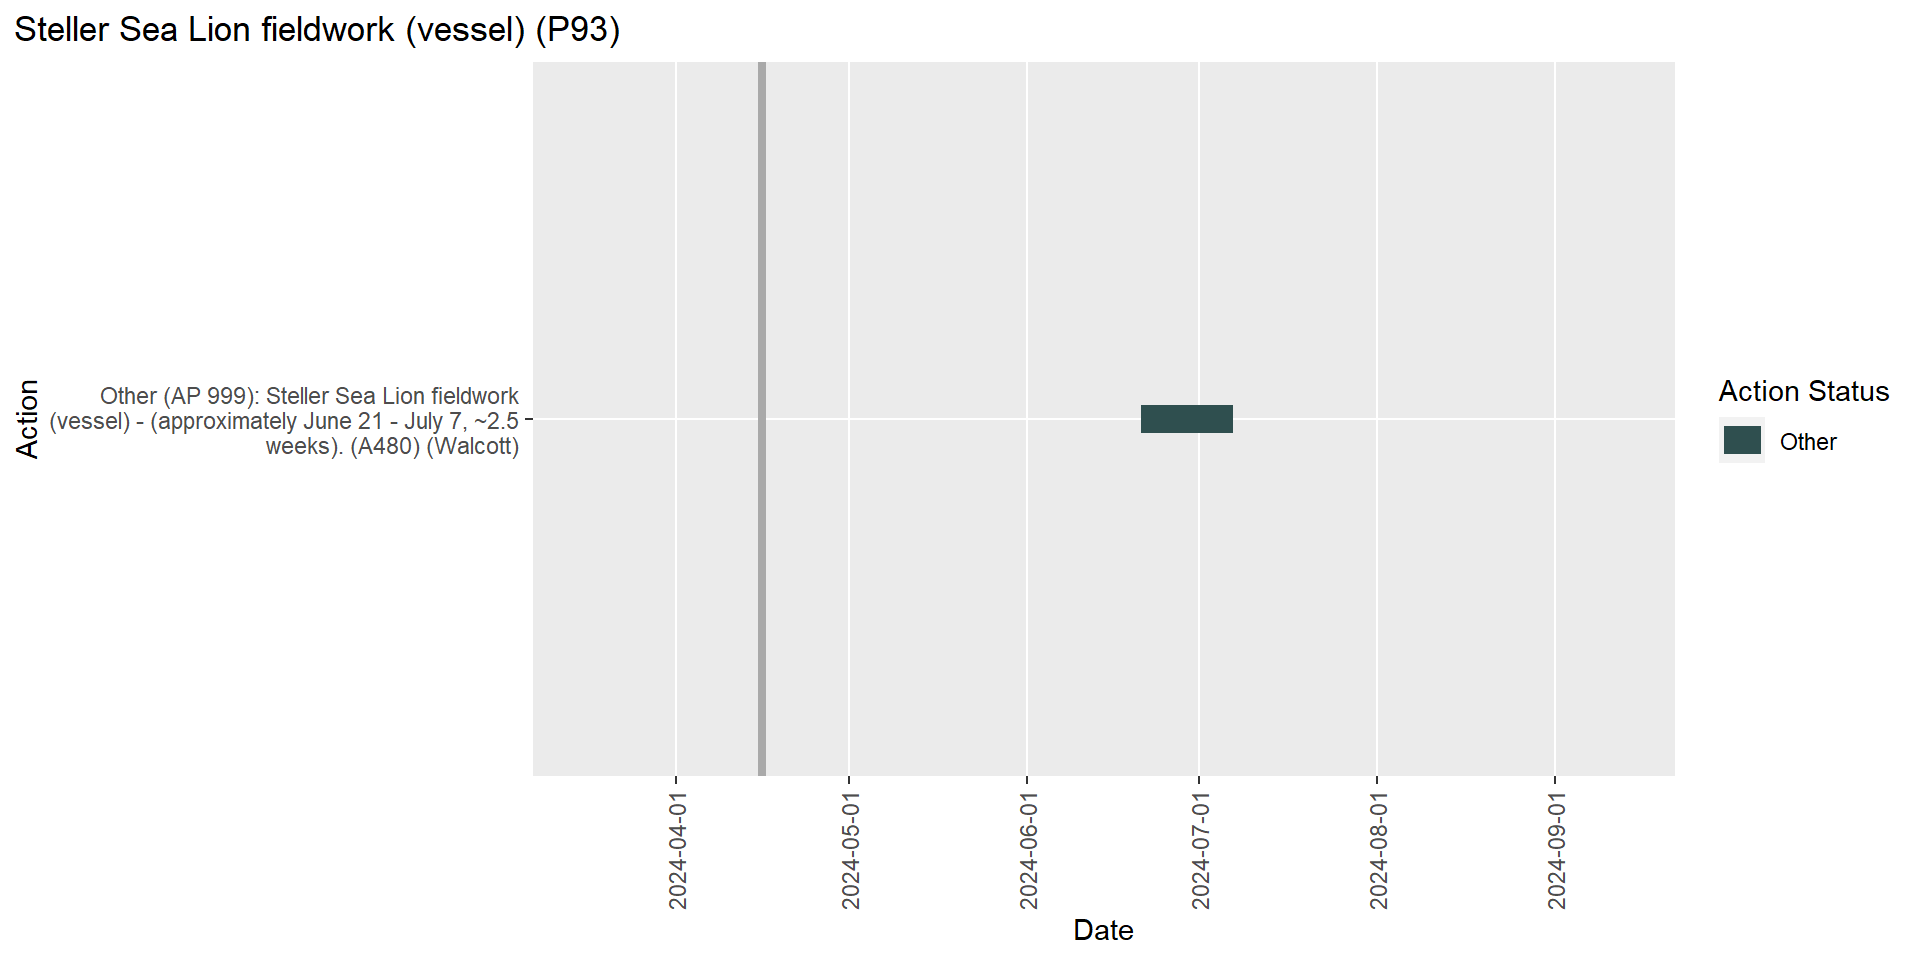 Steller Sea Lion fieldwork (vessel) (P93)
Action
Other (AP 999): Steller Sea Lion fieldwork
(vessel) - (approximately June 21 - July 7, ~2.5
weeks). (A480) (Walcott)
Action Status
Other
2024-04-01
2024-05-01
2024-06-01
2024-07-01
2024-08-01
2024-09-01
Date